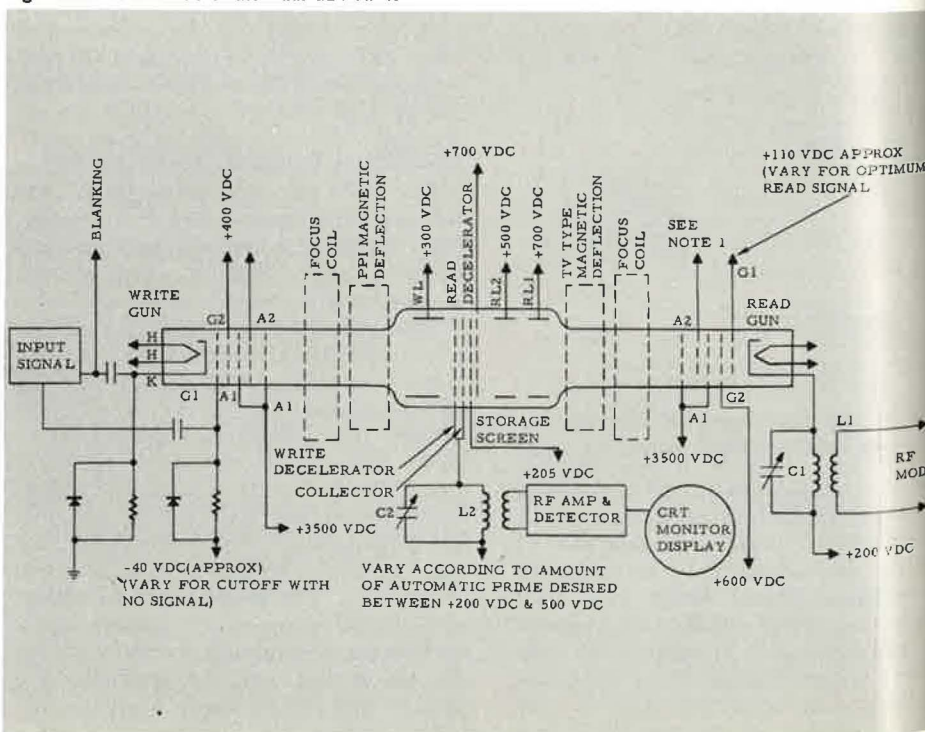 BLANKING
+400 VDC
FOCUS
COIL
PPI MAGNETIC
DEFLECTION
+300 VDC
WL
READ
DECELERATOR
+700 VDC
+500 VDC
RL2
+700 VDC
RL1
TV TYPE
MAGNETIC
DEFLECTION
FOCUS
COIL
SEE
NOTE 1
+110 VDC APPROX
(VARY FOR OPTIMUM
READ SIGNAL
G1
WRITE
GUN
G2
A2
A2
READ
GUN
INPUT
SIGNAL
H
H
K
G1
A1
A1
A1
G2
WRITE
DECELERATOR
COLLECTOR
STORAGE
SCREEN
+205 VDC
+3500 VDC
+3500 VDC
C2
L2
RF AMP &
DETECTOR
CRT
MONITOR
DISPLAY
C1
L1
RF
MOD
+200 VDC
+600 VDC
-40 VDC(APPROX)
(VARY FOR CUTOFF WITH
NO SIGNAL)
VARY ACCORDING TO AMOUNT
OF AUTOMATIC PRIME DESIRED
BETWEEN +200 VDC & 500 VDC